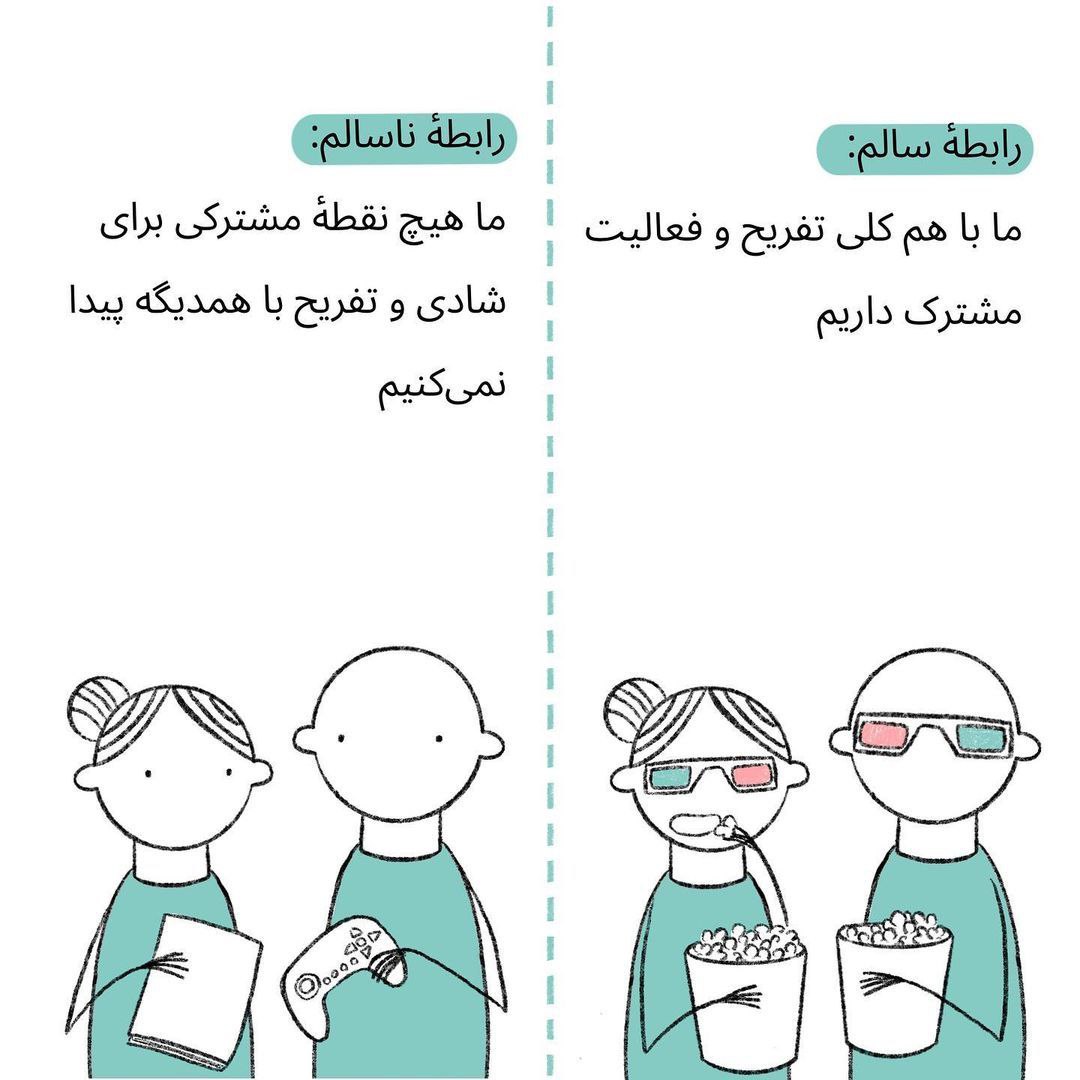 رابطهٔ سالم:
ما با هم کلی تفریح و فعالیت
مشترک داریم
رابطهٔ ناسالم:
ما هیچ نقطهٔ مشترکی برای
شادی و تفریح با همدیگه پیدا
نمی‌کنیم